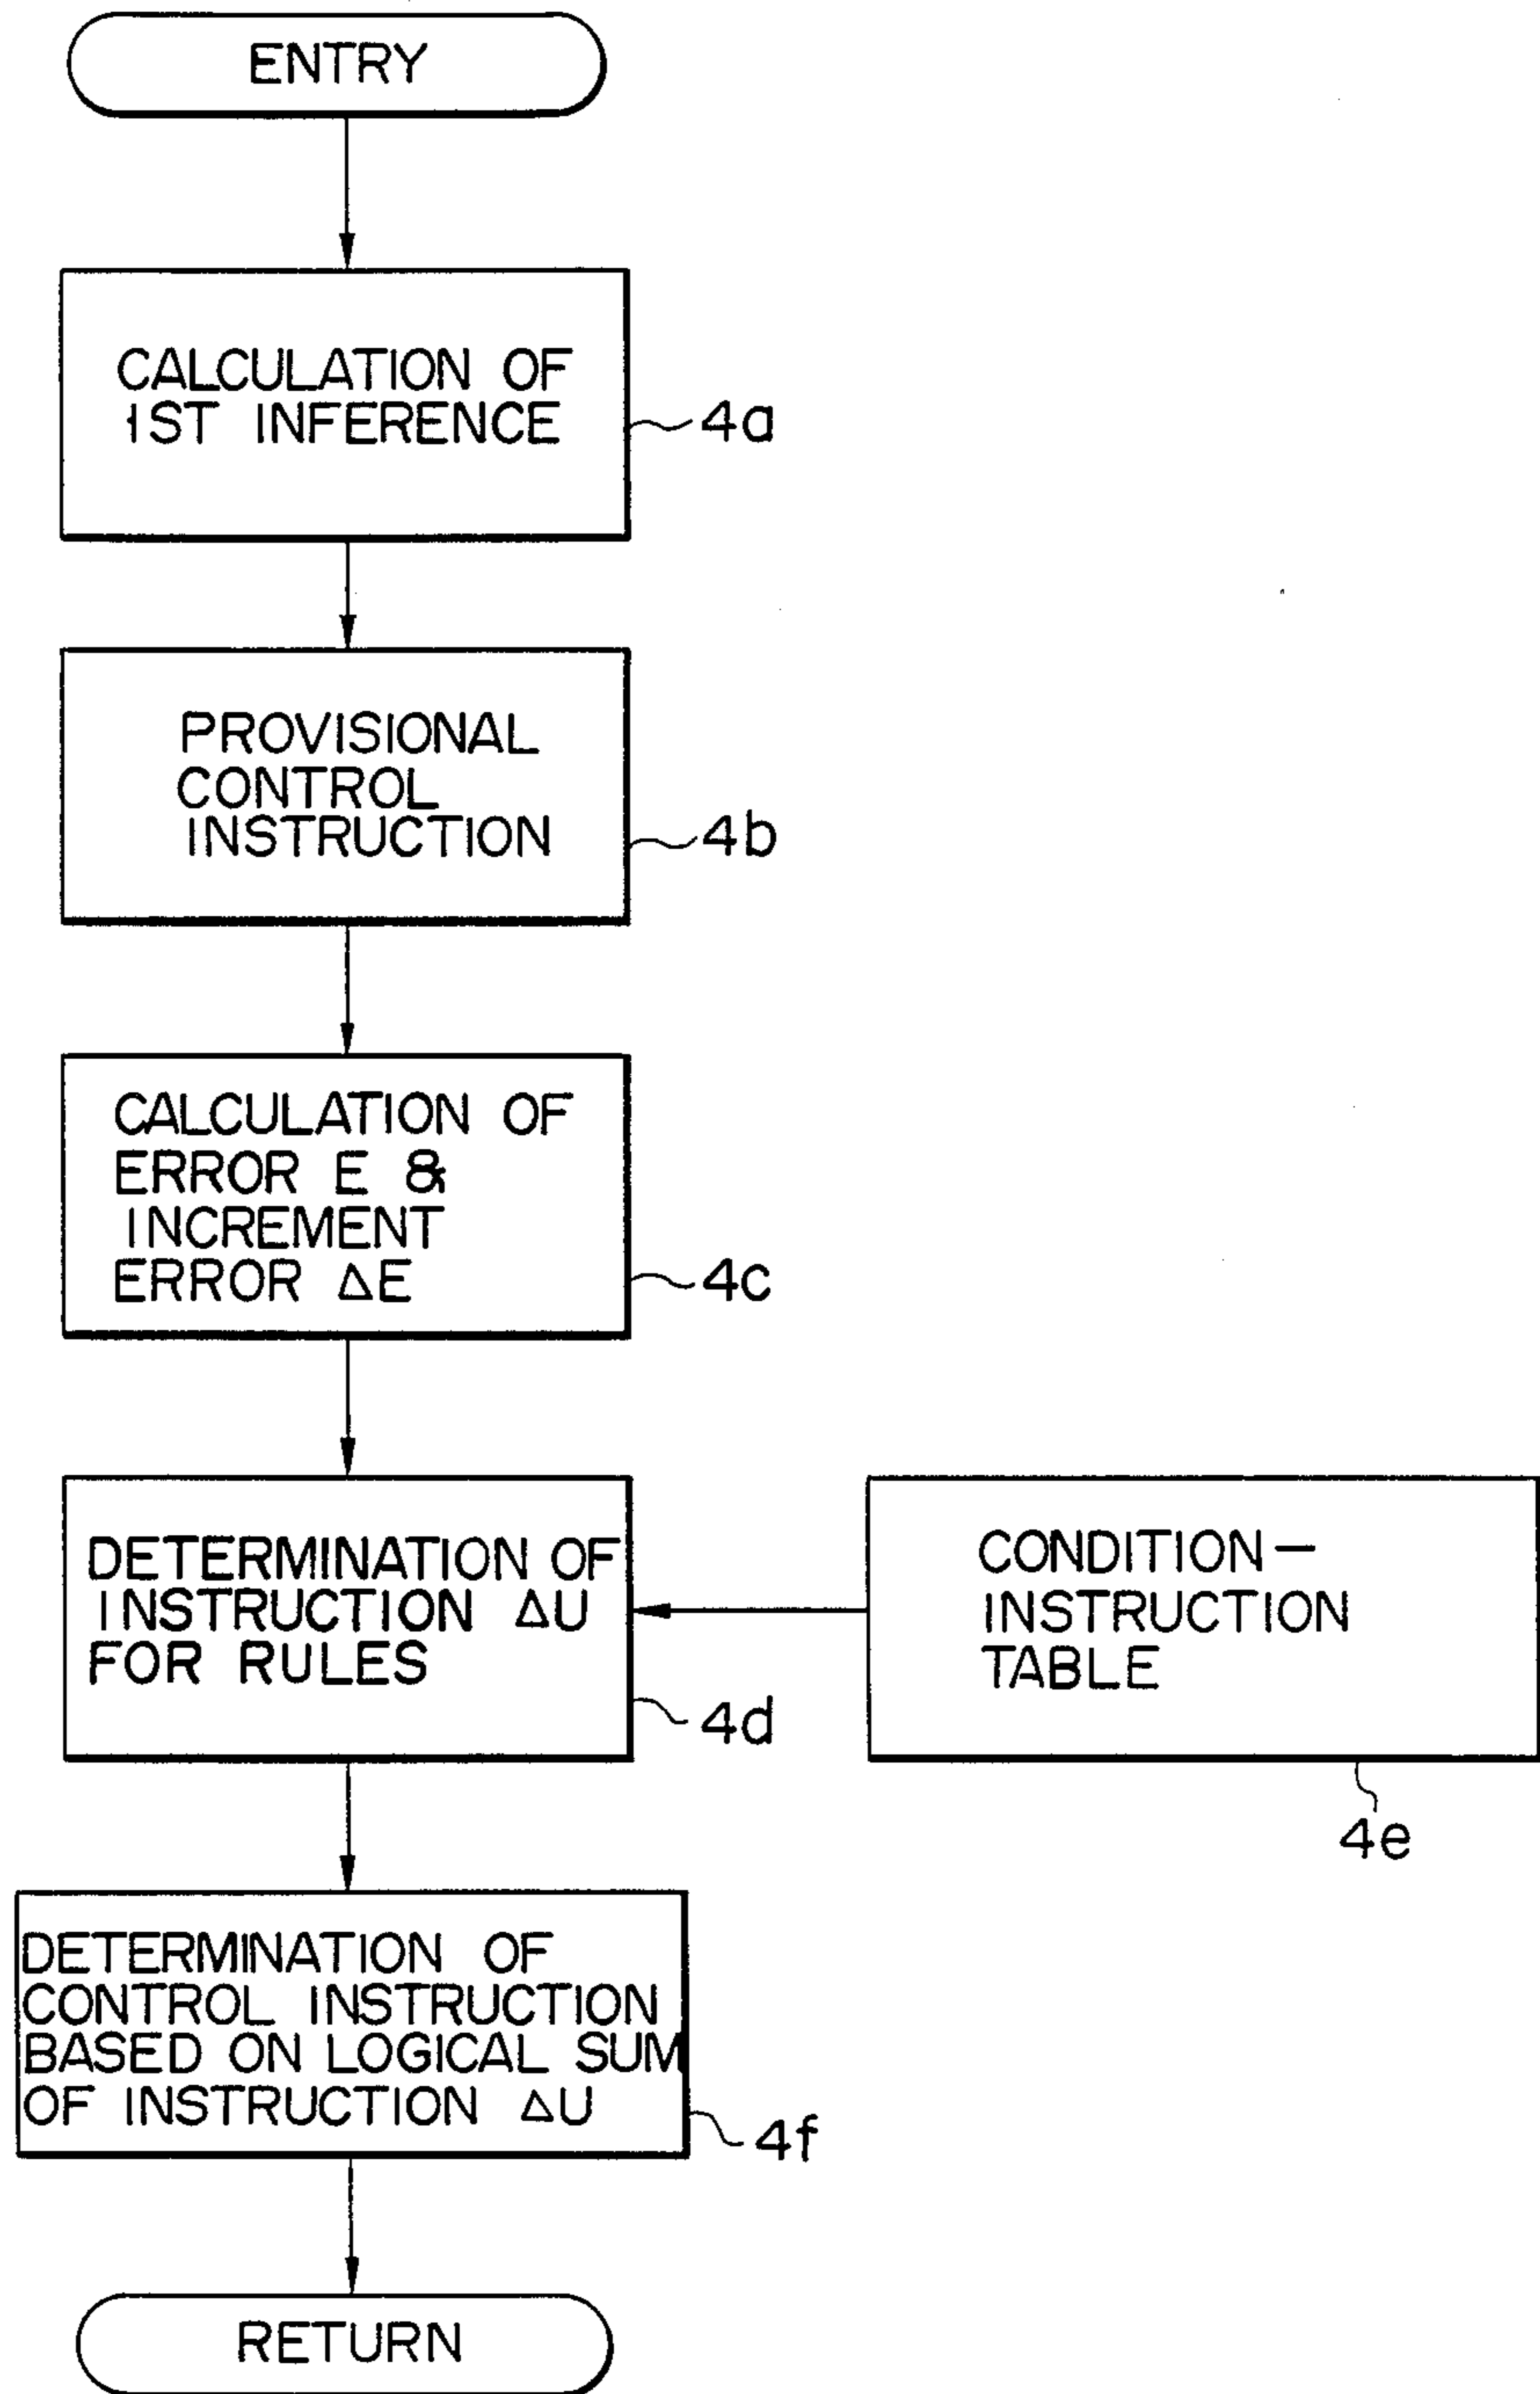 ENTRY
CALCULATION OF
1ST INFERENCE
4a
PROVISIONAL
CONTROL
INSTRUCTION
4b
CALCULATION OF
ERROR E &
INCREMENT
ERROR ΔE
4c
DETERMINATION OF
INSTRUCTION ΔU
FOR RULES
4d
CONDITION-
INSTRUCTION
TABLE
4e
DETERMINATION OF
CONTROL INSTRUCTION
BASED ON LOGICAL SUM
OF INSTRUCTION ΔU
4f
RETURN